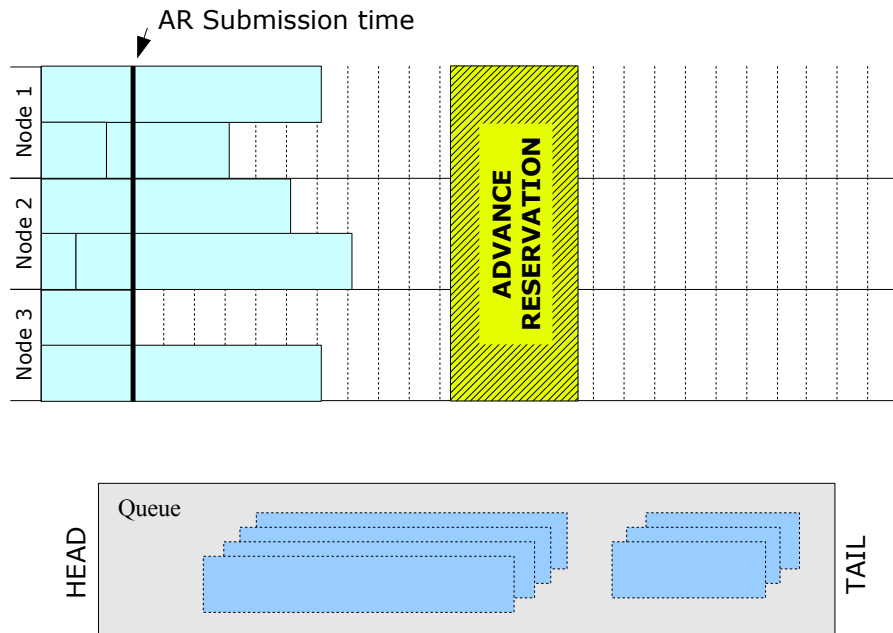 AR Submission time
Node 1
Node 2
Node 3
ADVANCE
RESERVATION
Queue
HEAD
TAIL